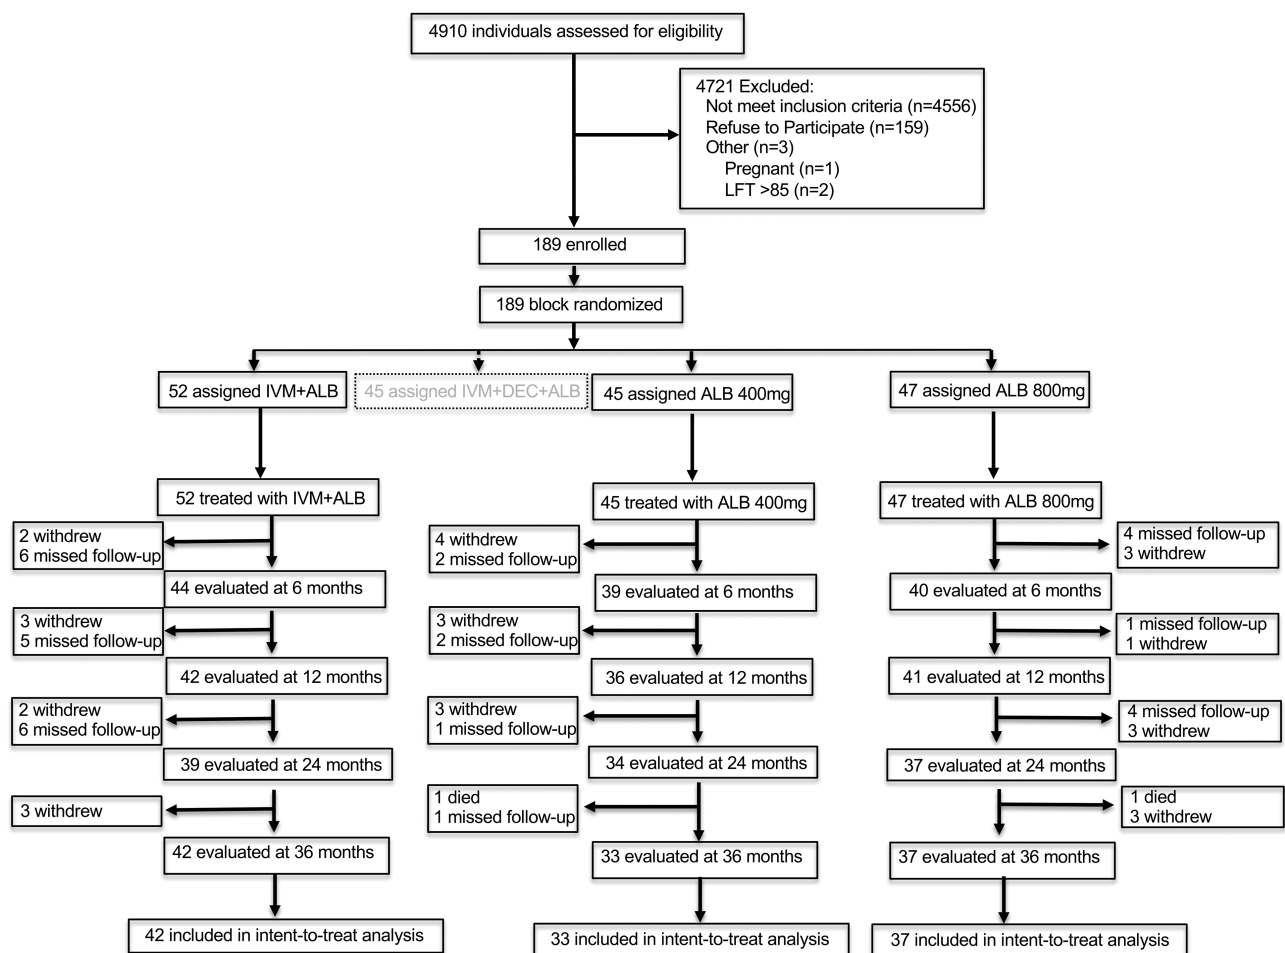 4910 individuals assessed for eligibility
4721 Excluded:
Not meet inclusion criteria (n=4556)
Refuse to Participate (n=159)
Other (n=3)
Pregnant (n=1)
LFT >85 (n=2)
189 enrolled
189 block randomized
52 assigned IVM+ALB
45 assigned IVM+DEC+ALB
45 assigned ALB 400mg
47 assigned ALB 800mg
52 treated with IVM+ALB
45 treated with ALB 400mg
47 treated with ALB 800mg
2 withdrew
6 missed follow-up
4 withdrew
2 missed follow-up
4 missed follow-up
3 withdrew
44 evaluated at 6 months
39 evaluated at 6 months
40 evaluated at 6 months
3 withdrew
5 missed follow-up
3 withdrew
2 missed follow-up
1 missed follow-up
1 withdrew
42 evaluated at 12 months
36 evaluated at 12 months
41 evaluated at 12 months
2 withdrew
6 missed follow-up
3 withdrew
1 missed follow-up
4 missed follow-up
3 withdrew
39 evaluated at 24 months
34 evaluated at 24 months
37 evaluated at 24 months
3 withdrew
1 died
1 missed follow-up
1 died
3 withdrew
42 evaluated at 36 months
33 evaluated at 36 months
37 evaluated at 36 months
42 included in intent-to-treat analysis
33 included in intent-to-treat analysis
37 included in intent-to-treat analysis